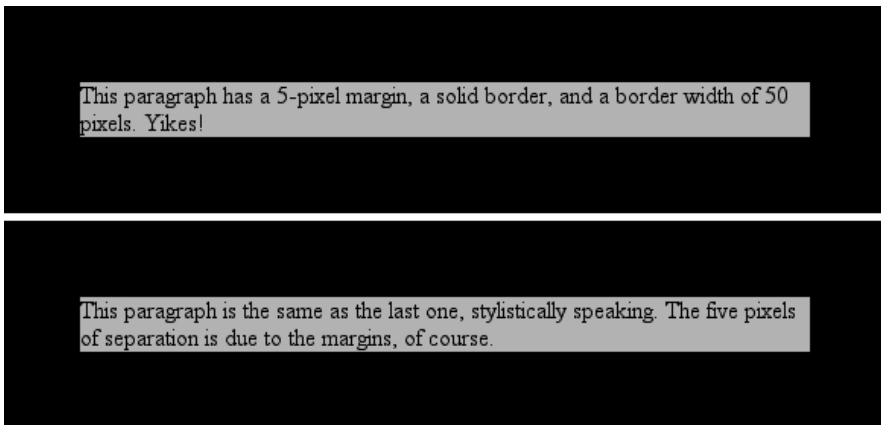 This paragraph has a 5-pixel margin, a solid border, and a border width of 50
pixels. Yikes!
This paragraph is the same as the last one, stylistically speaking. The five pixels
of separation is due to the margins, of course.